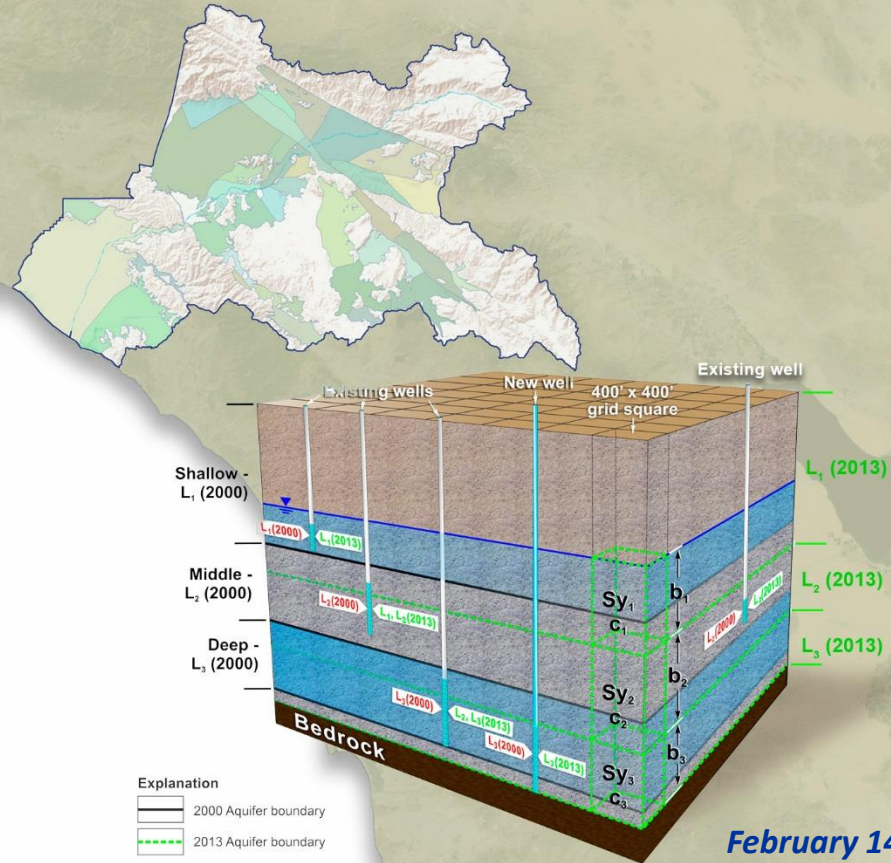 Existing wells
New well
400' x 400'
grid square
Existing well
Shallow -
L₁ (2000)
Middle -
L₂ (2000)
Deep -
L₃ (2000)
L₁ (2013)
L₂ (2013)
L₃ (2013)
L₁(2000) L₁(2013)
L₂(2000) L₁, L₂(2013)
L₃(2000) L₂, L₃(2013)
L₃(2000) L₃(2013)
L₂(2000) L₂(2013)
Sy₁
c₁
b₁
Sy₂
c₂
b₂
Sy₃
c₃
b₃
Bedrock
Explanation
2000 Aquifer boundary
2013 Aquifer boundary
February 14